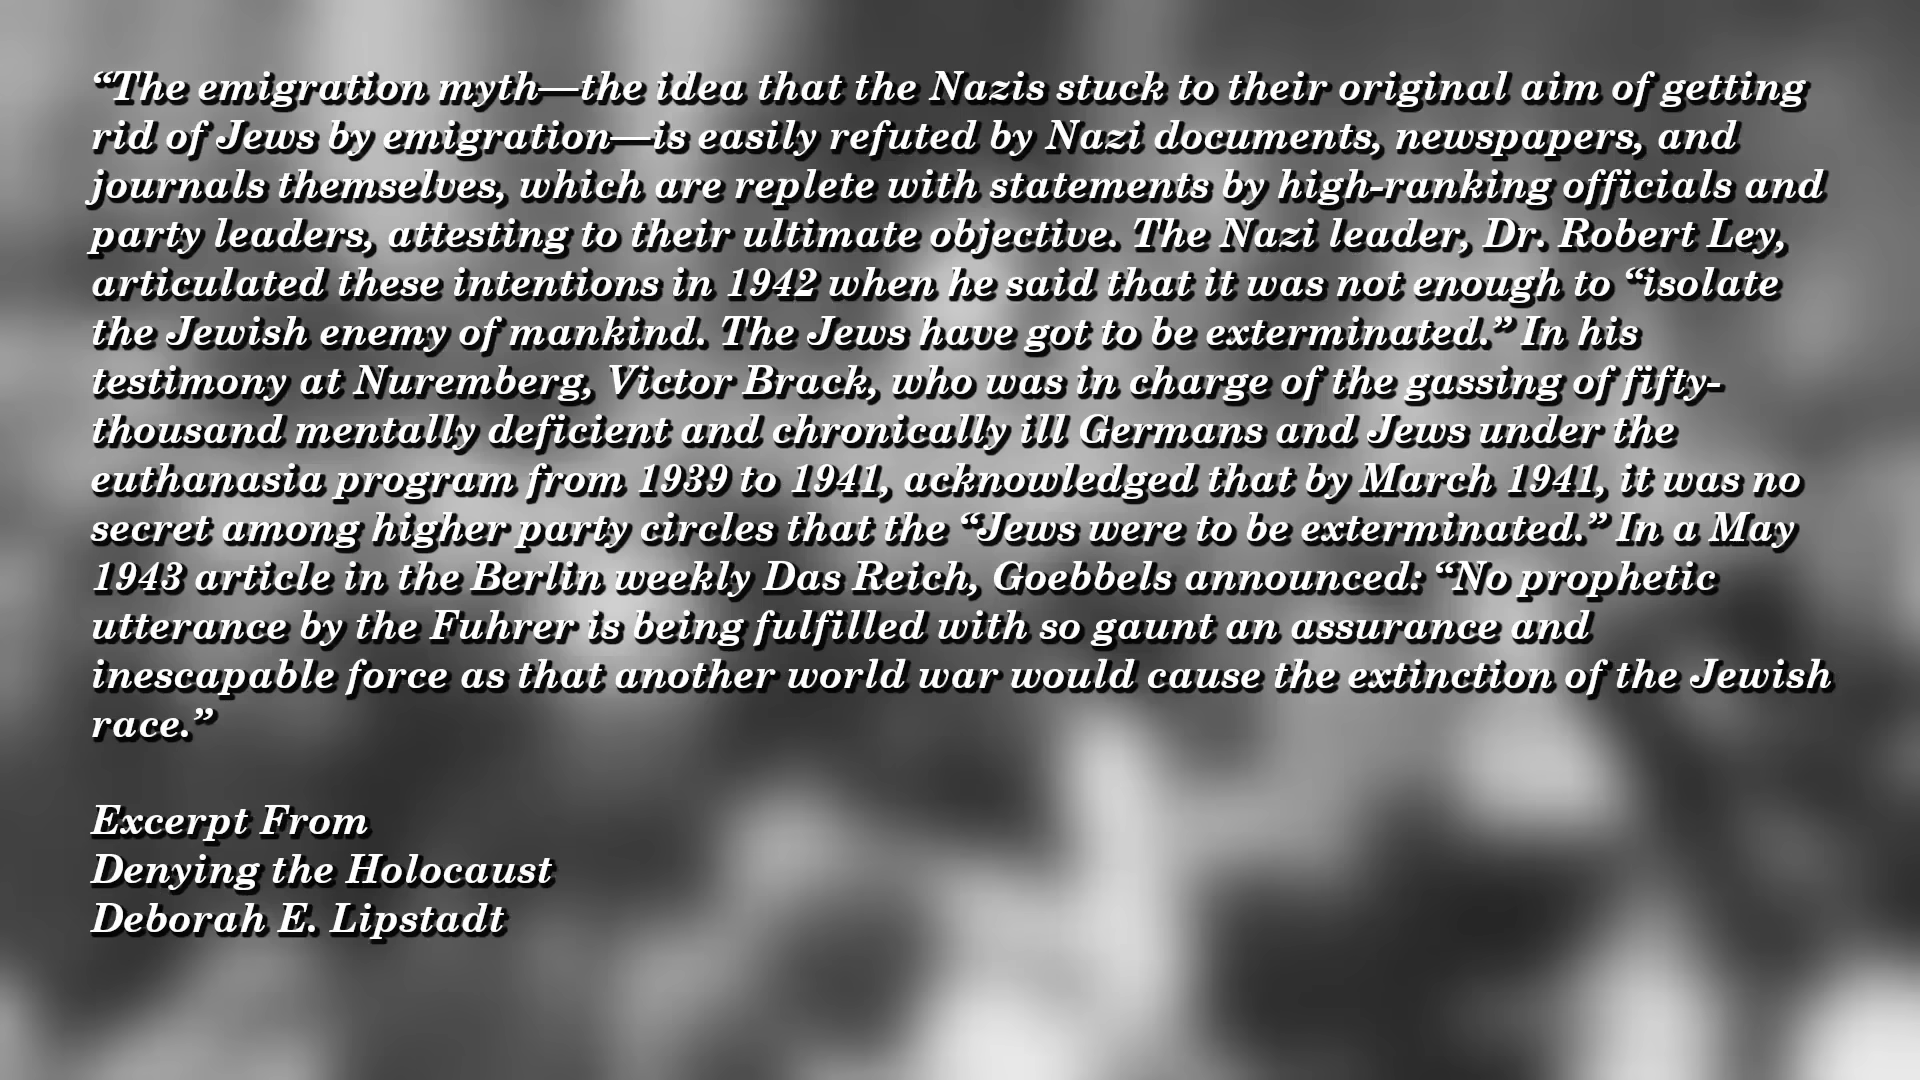 “The emigration myth—the idea that the Nazis stuck to their original aim of getting
rid of Jews by emigration—is easily refuted by Nazi documents, newspapers, and
journals themselves, which are replete with statements by high-ranking officials and
party leaders, attesting to their ultimate objective. The Nazi leader, Dr. Robert Ley,
articulated these intentions in 1942 when he said that it was not enough to “isolate
the Jewish enemy of mankind. The Jews have got to be exterminated.” In his
testimony at Nuremberg, Victor Brack, who was in charge of the gassing of fifty-
thousand mentally deficient and chronically ill Germans and Jews under the
euthanasia program from 1939 to 1941, acknowledged that by March 1941, it was no
secret among higher party circles that the “Jews were to be exterminated.” In a May
1943 article in the Berlin weekly Das Reich, Goebbels announced: “No prophetic
utterance by the Fuhrer is being fulfilled with so gaunt an assurance and
inescapable force as that another world war would cause the extinction of the Jewish
race.”
Excerpt From
Denying the Holocaust
Deborah E. Lipstadt